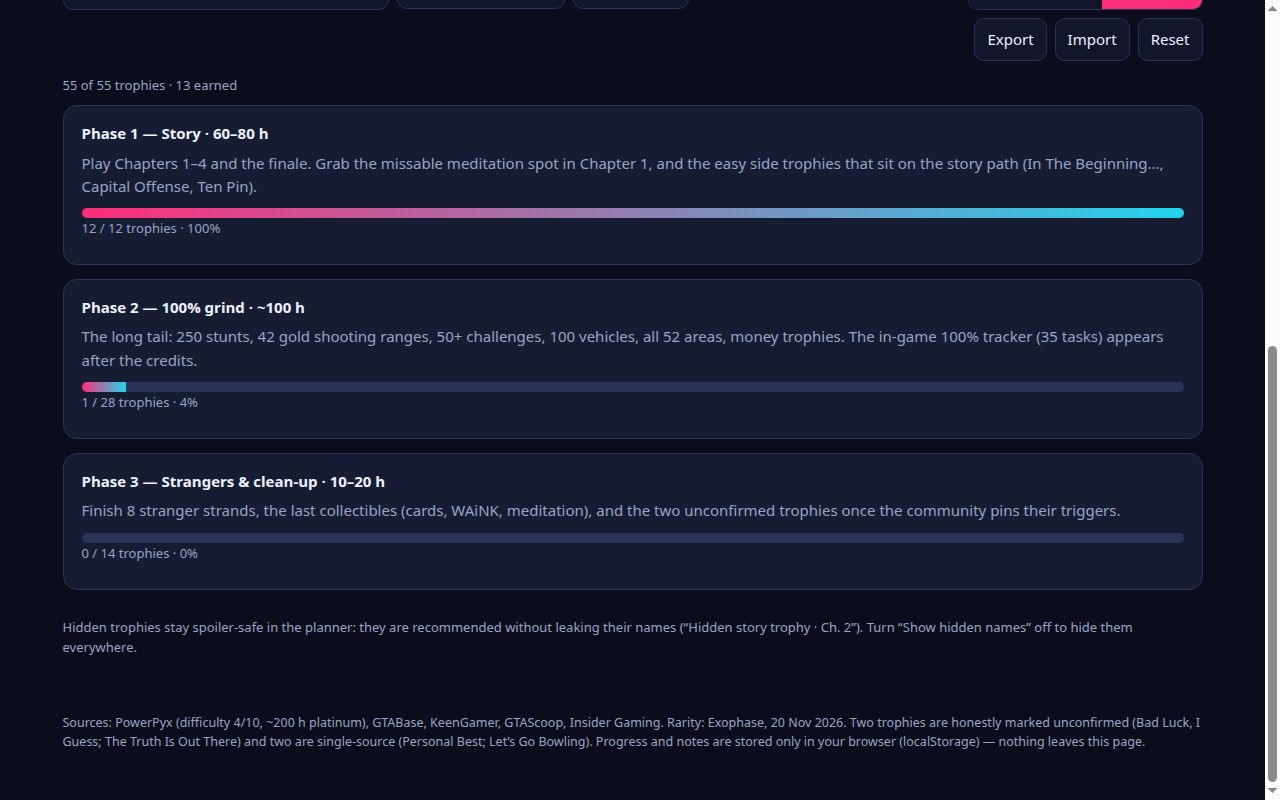 Export Import Reset
55 of 55 trophies · 13 earned
Phase 1 — Story · 60–80 h
Play Chapters 1–4 and the finale. Grab the missable meditation spot in Chapter 1, and the easy side trophies that sit on the story path (In The Beginning…,
Capital Offense, Ten Pin).
12 / 12 trophies · 100%
Phase 2 — 100% grind · ~100 h
The long tail: 250 stunts, 42 gold shooting ranges, 50+ challenges, 100 vehicles, all 52 areas, money trophies. The in-game 100% tracker (35 tasks) appears
after the credits.
1 / 28 trophies · 4%
Phase 3 — Strangers & clean-up · 10–20 h
Finish 8 stranger strands, the last collectibles (cards, WAiNK, meditation), and the two unconfirmed trophies once the community pins their triggers.
0 / 14 trophies · 0%
Hidden trophies stay spoiler-safe in the planner: they are recommended without leaking their names (“Hidden story trophy · Ch. 2”). Turn “Show hidden names” off to hide them
everywhere.
Sources: PowerPyx (difficulty 4/10, ~200 h platinum), GTABase, KeenGamer, GTAScoop, Insider Gaming. Rarity: Exophase, 20 Nov 2026. Two trophies are honestly marked unconfirmed (Bad Luck, I
Guess; The Truth Is Out There) and two are single-source (Personal Best; Let’s Go Bowling). Progress and notes are stored only in your browser (localStorage) — nothing leaves this page.